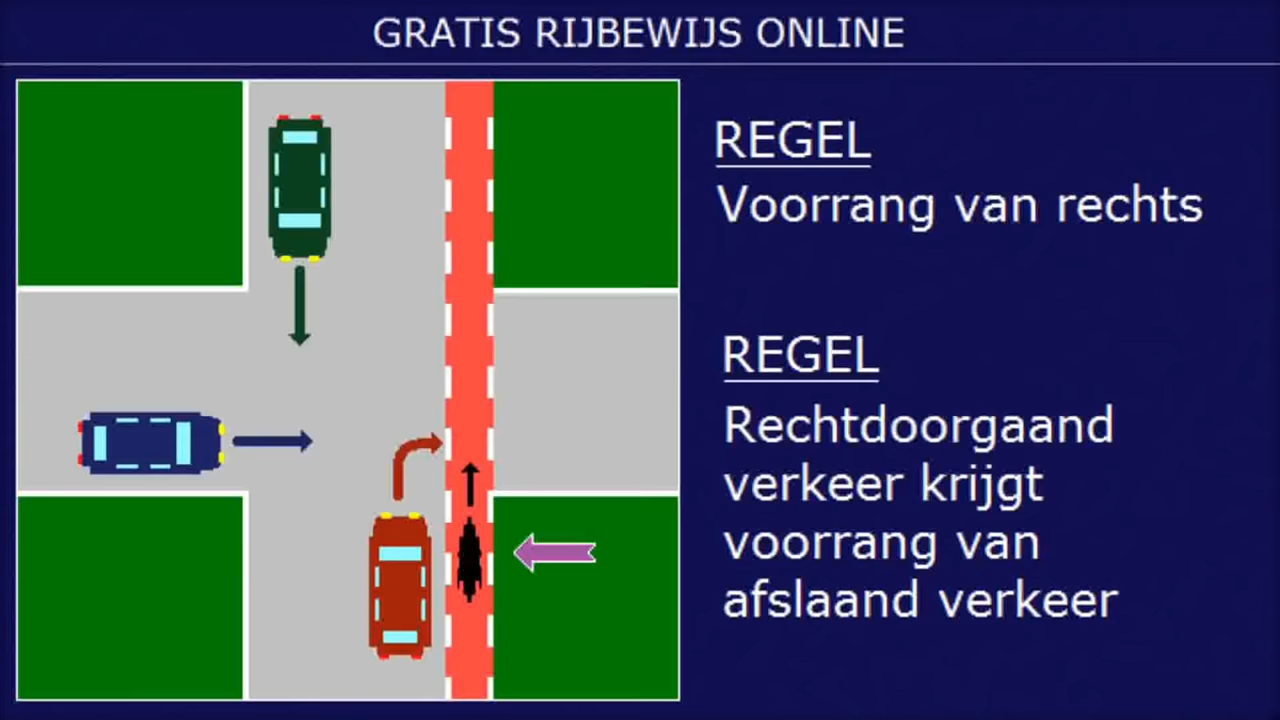 GRATIS RIJBEWIJS ONLINE
REGEL
Voorrang van rechts
REGEL
Rechtdoorgaand
verkeer krijgt
voorrang van
afslaand verkeer